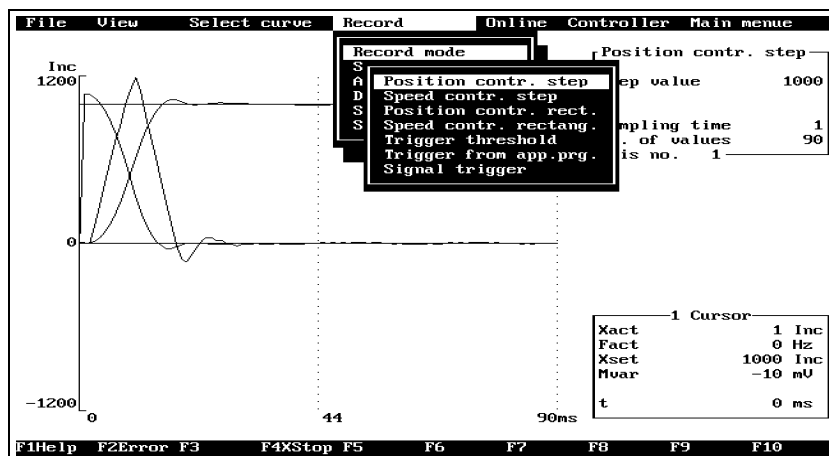 File View Select curve Record Online Controller Main menue
Record mode
S
A
D
S
S
Position contr. step
Speed contr. step
Position contr. rect.
Speed contr. rectang.
Trigger threshold
Trigger from app.prg.
Signal trigger
Position contr. step
ep value 1000
mpling time 1
. of values 90
is no. 1
Inc
1200
0
-1200
0 44 90ms
1 Cursor
Xact 1 Inc
Fact 0 Hz
Xset 1000 Inc
Mvar -10 mV
t 0 ms
F1Help F2Error F3 F4XStop F5 F6 F7 F8 F9 F10